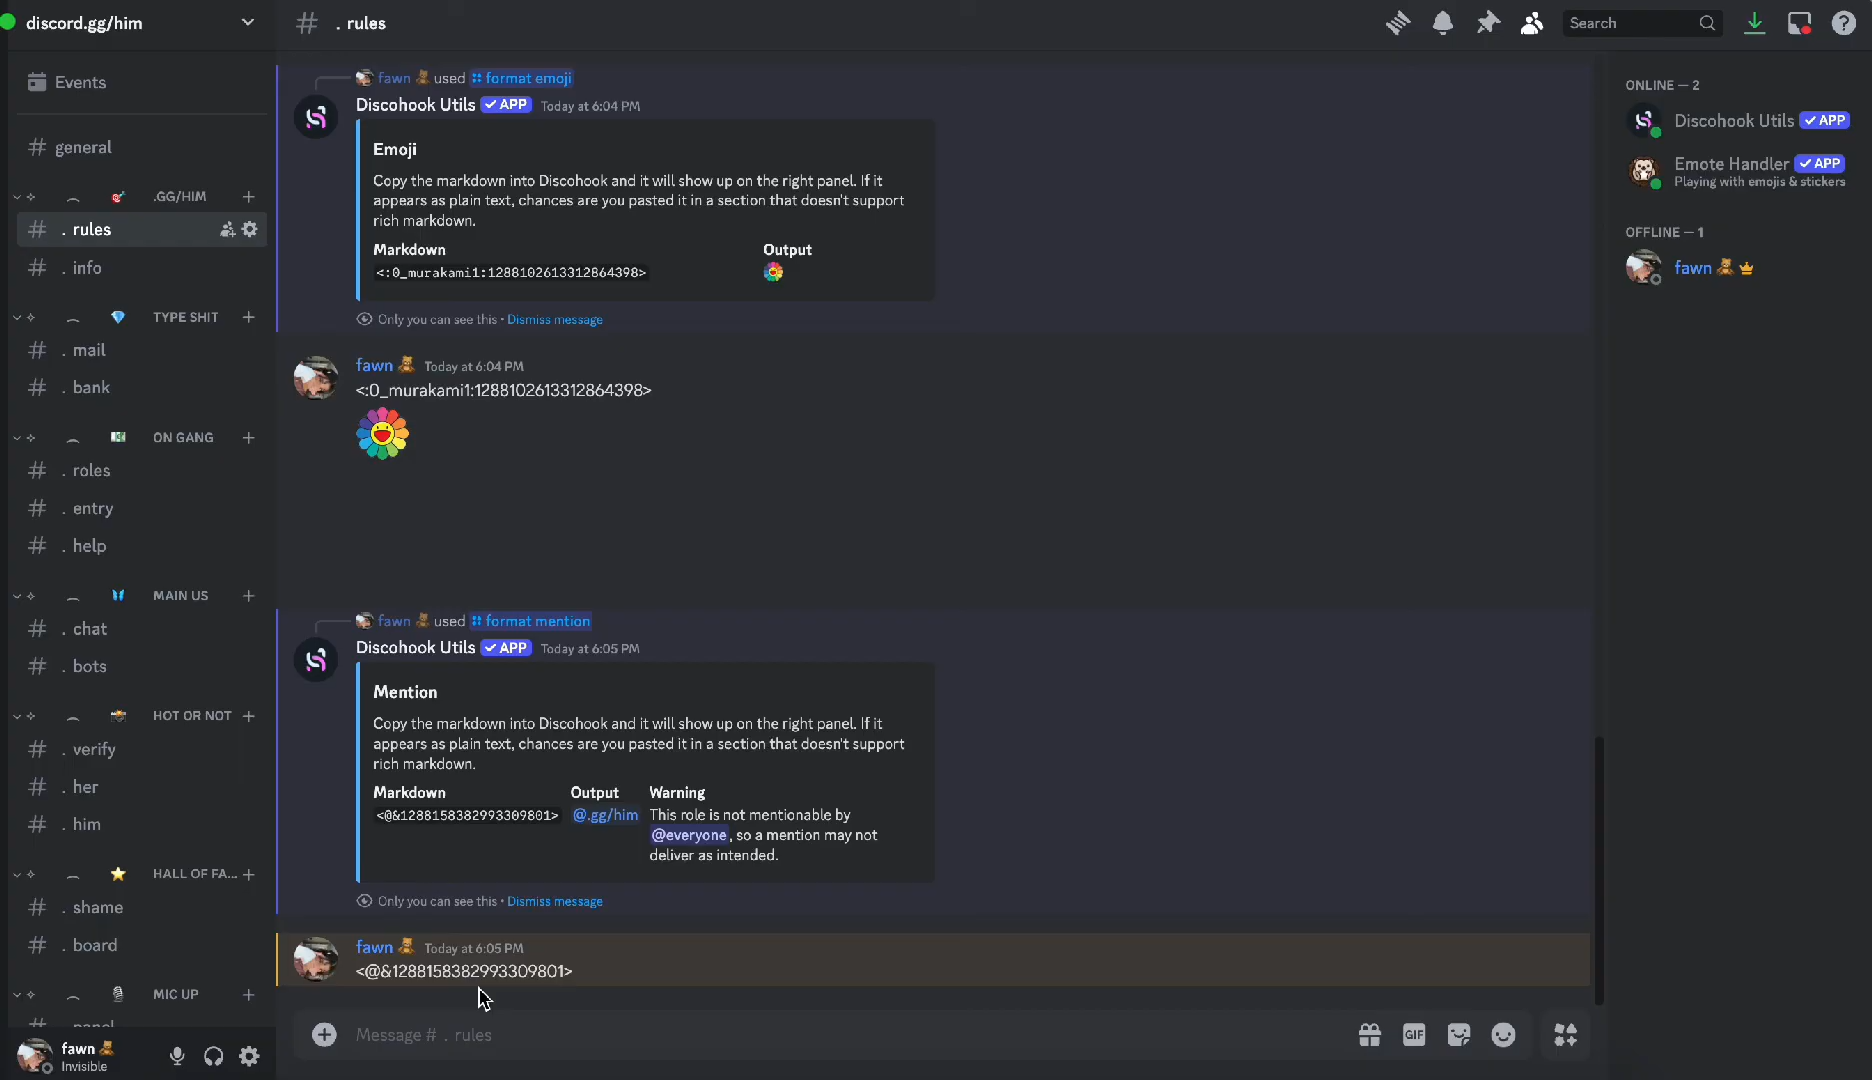 discord.gg/him
# . rules
Search
Events
# general
.GG/HIM
# . rules
# . info
TYPE SHIT
# . mail
# . bank
ON GANG
# . roles
# . entry
# . help
MAIN US
# . chat
# . bots
HOT OR NOT
# . verify
# . her
# . him
HALL OF FA...
# . shame
# . board
MIC UP
fawn
Invisible
fawn used format emoji
Discohook Utils APP Today at 6:04 PM
Emoji
Copy the markdown into Discohook and it will show up on the right panel. If it
appears as plain text, chances are you pasted it in a section that doesn't support
rich markdown.
Markdown Output
<:0_murakami1:1288102613312864398>
Only you can see this • Dismiss message
fawn Today at 6:04 PM
<:0_murakami1:1288102613312864398>
fawn used format mention
Discohook Utils APP Today at 6:05 PM
Mention
Copy the markdown into Discohook and it will show up on the right panel. If it
appears as plain text, chances are you pasted it in a section that doesn't support
rich markdown.
Markdown Output Warning
<@&1288158382993309801> @.gg/him This role is not mentionable by
@everyone, so a mention may not
deliver as intended.
Only you can see this • Dismiss message
fawn Today at 6:05 PM
<@&1288158382993309801>
Message # . rules
GIF
ONLINE — 2
Discohook Utils APP
Emote Handler APP
Playing with emojis & stickers
OFFLINE — 1
fawn